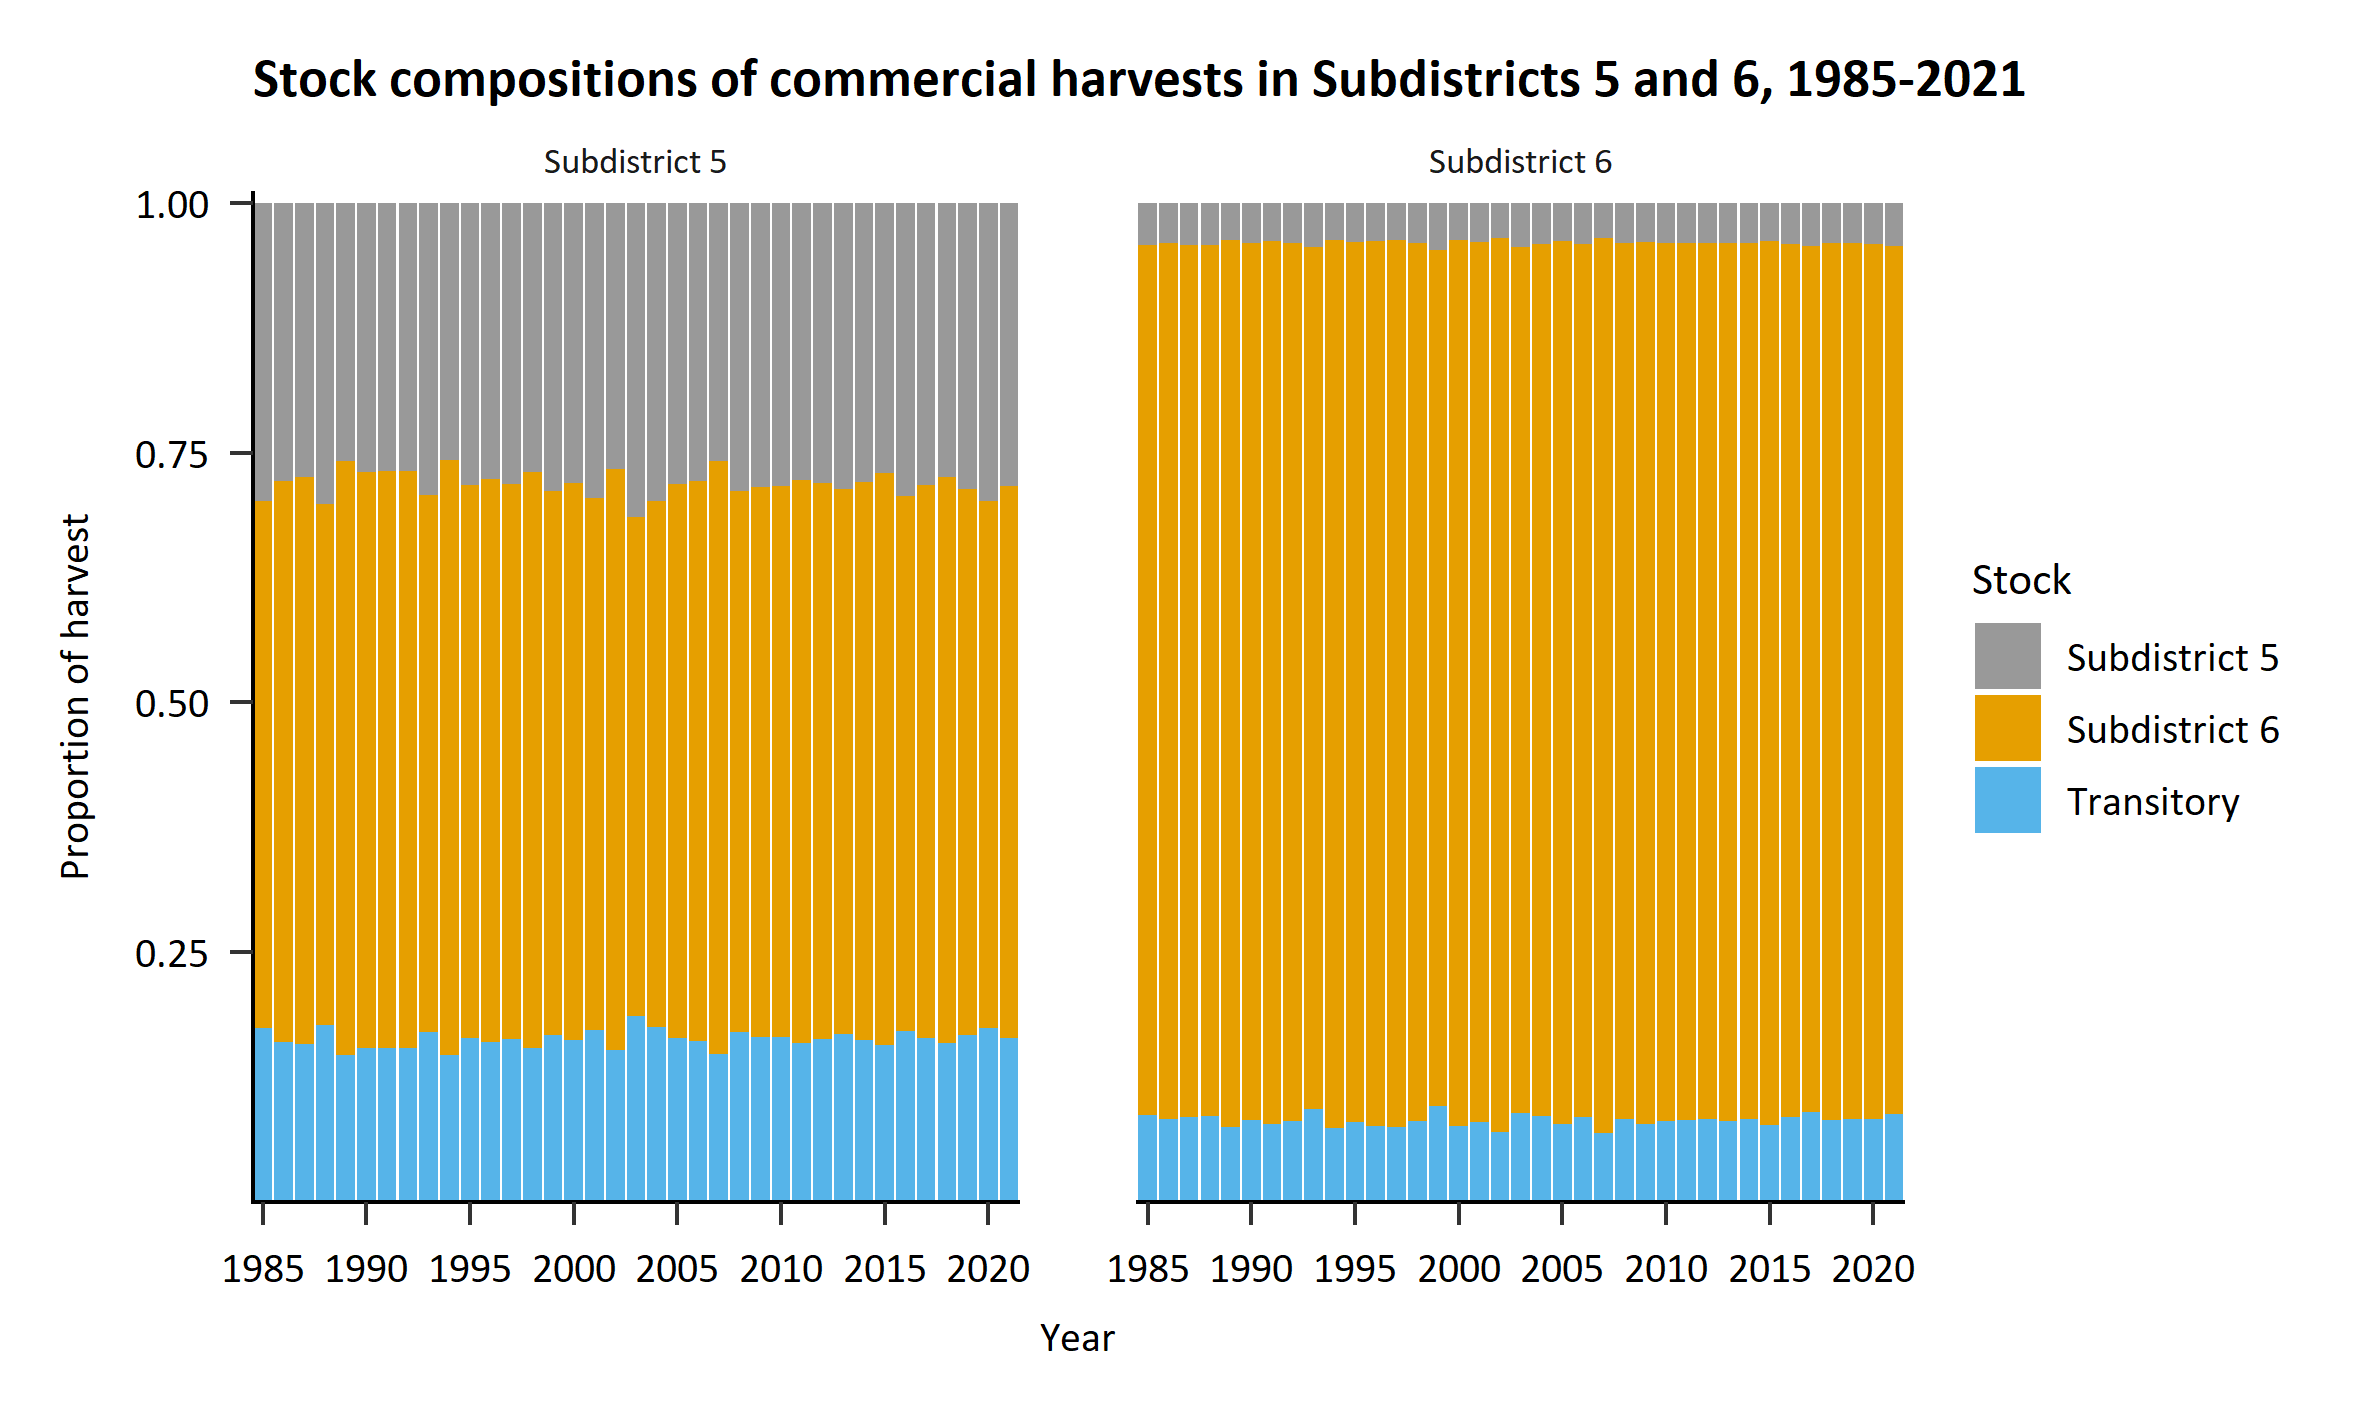 Stock compositions of commercial harvests in Subdistricts 5 and 6, 1985-2021
Subdistrict 5
Subdistrict 6
1.00
0.75
0.50
0.25
Proportion of harvest
1985 1990 1995 2000 2005 2010 2015 2020
1985 1990 1995 2000 2005 2010 2015 2020
Year
Stock
Subdistrict 5
Subdistrict 6
Transitory